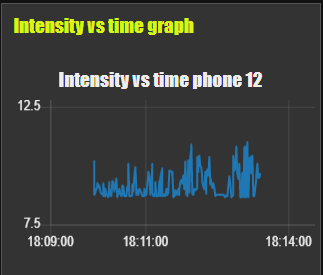 Intensity vs time graph
Intensity vs time phone 12
12.5
7.5
18:09:00 18:11:00 18:14:00